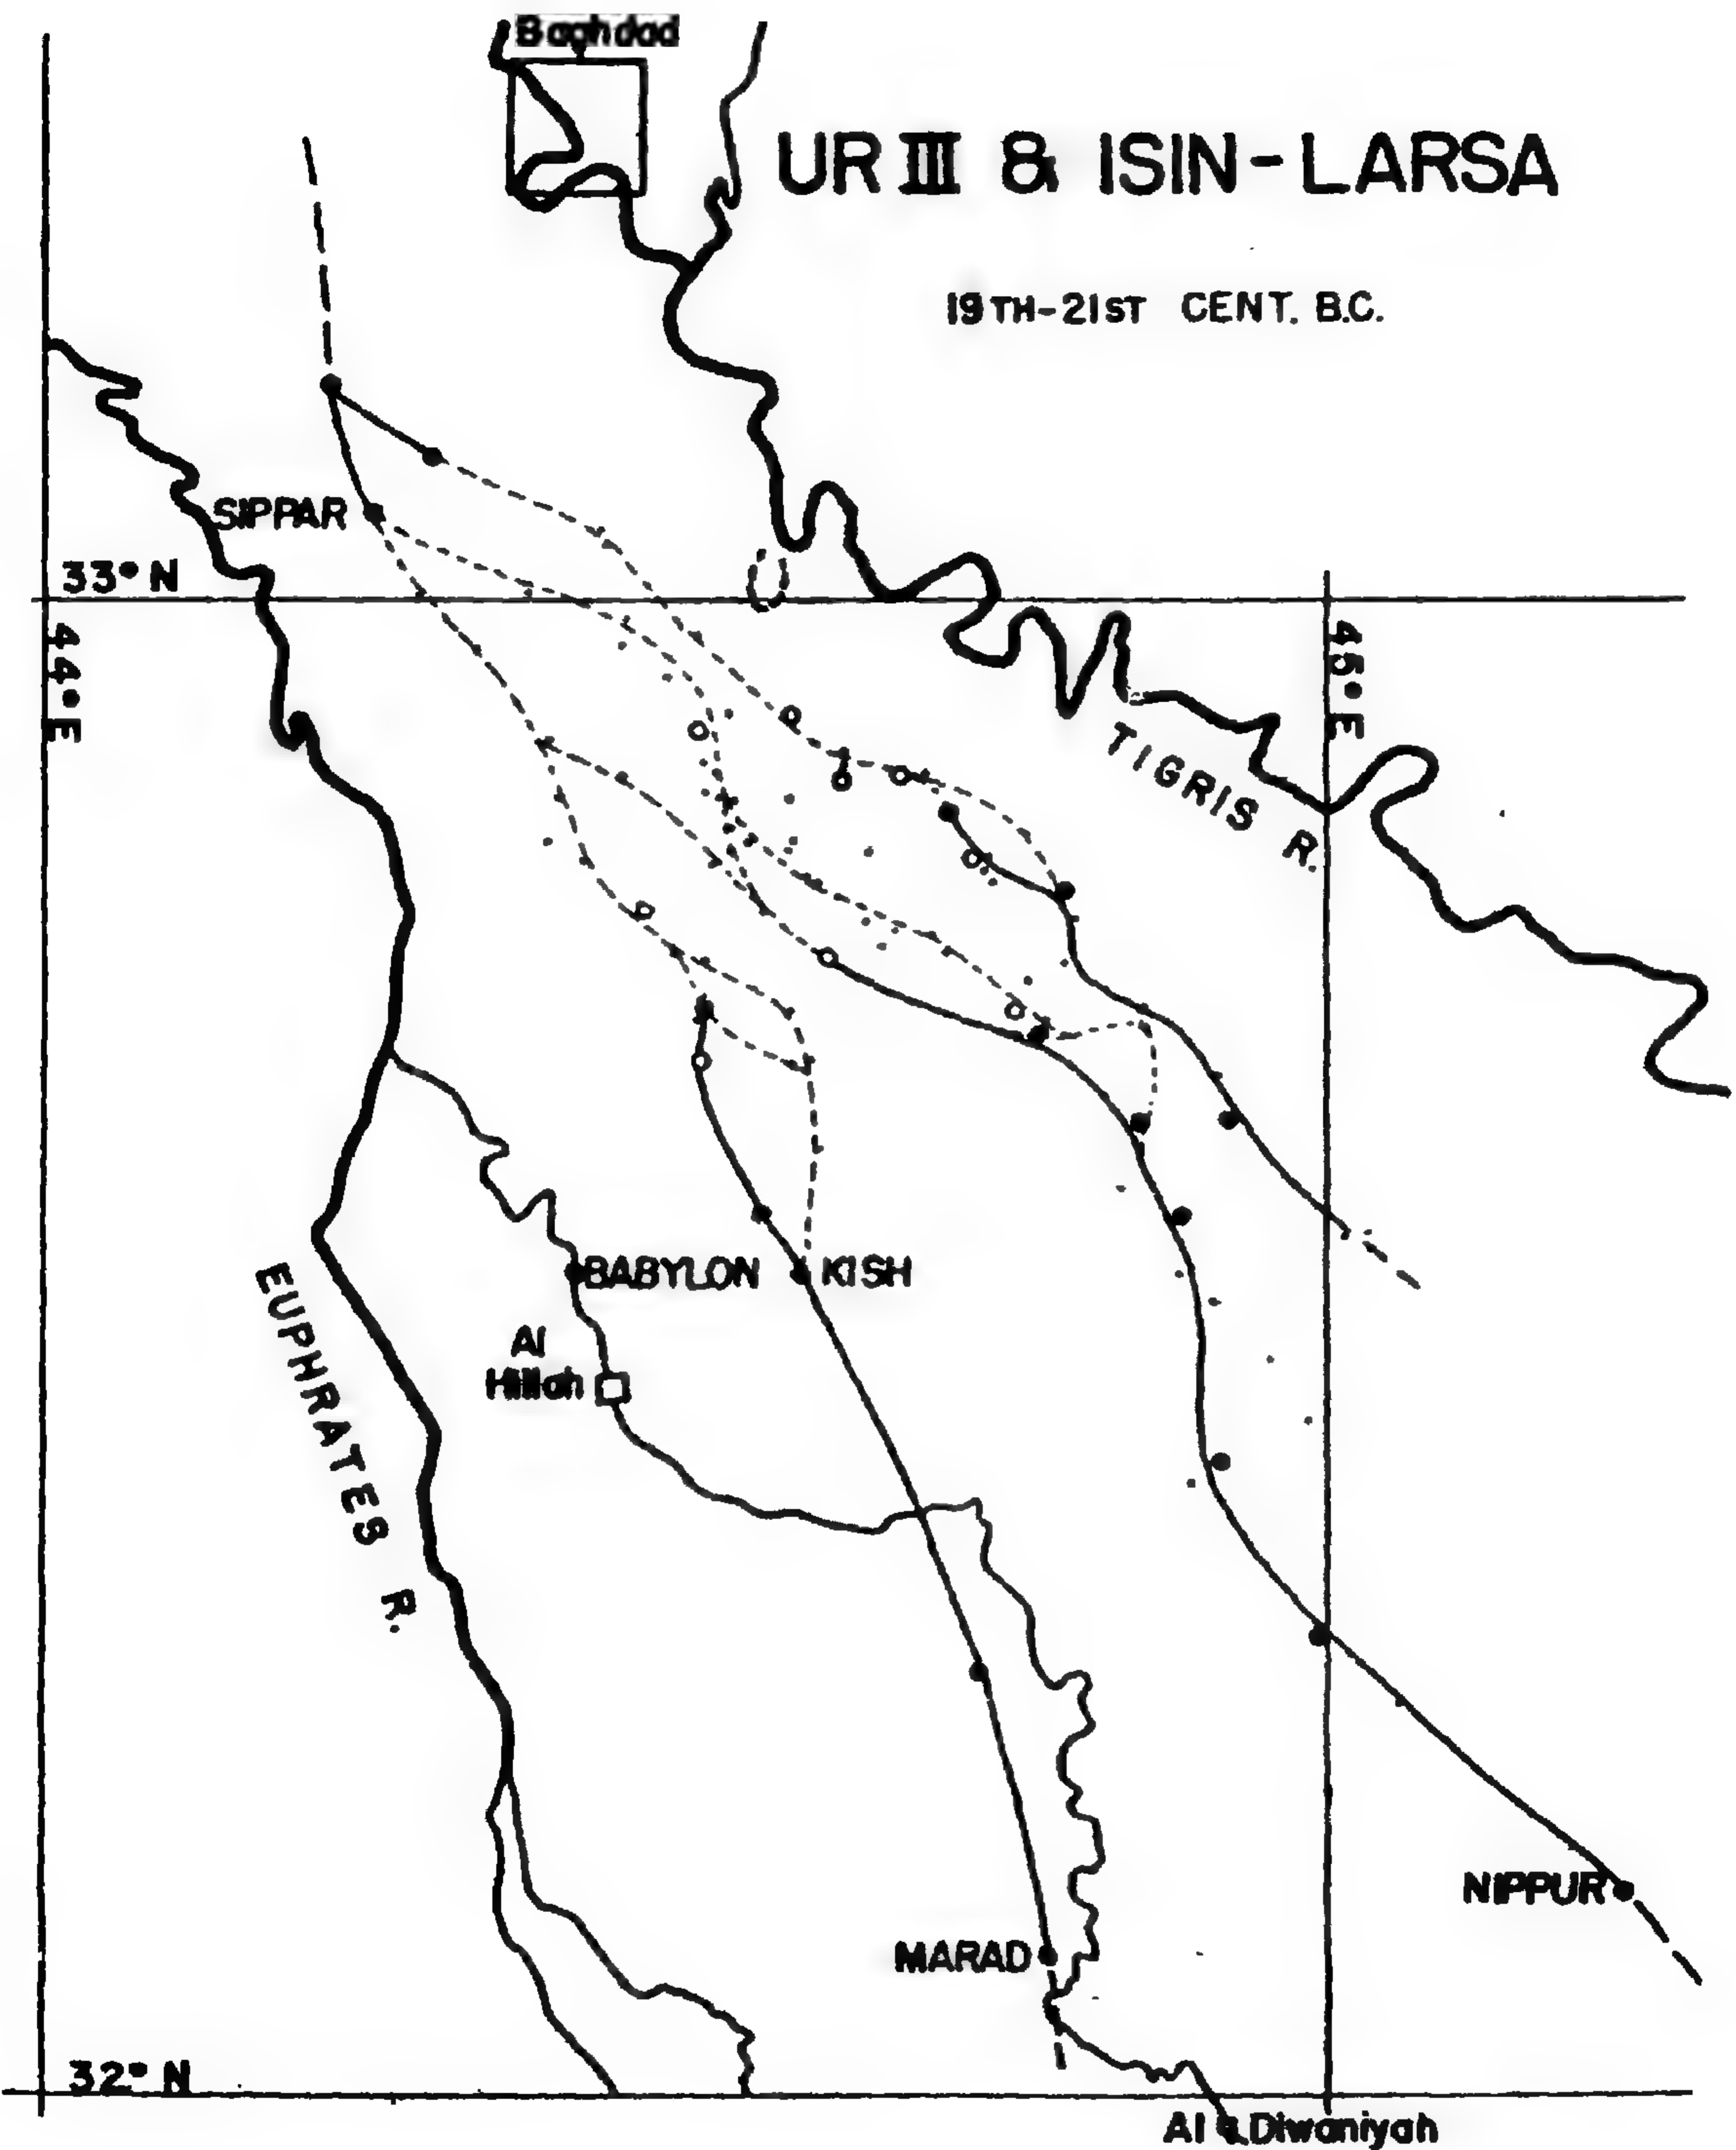 Baghdad
UR III & ISIN-LARSA
19TH-21ST CENT. B.C.
SIPPAR
33° N
44° E
45° E
TIGRIS R.
BABYLON
KISH
EUPHRATES R.
Al
Hillah
NIPPUR
MARAD
32° N
Al Diwaniyah